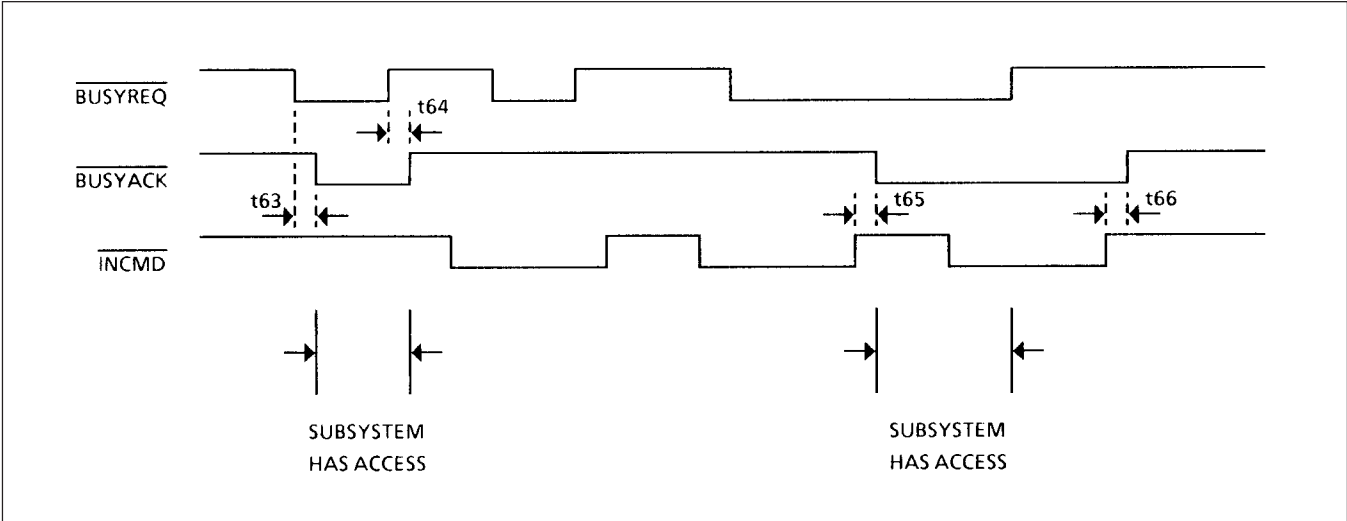 BUSYREQ
t64
BUSYACK
t63
t65
t66
INCMD
SUBSYSTEM
HAS ACCESS
SUBSYSTEM
HAS ACCESS